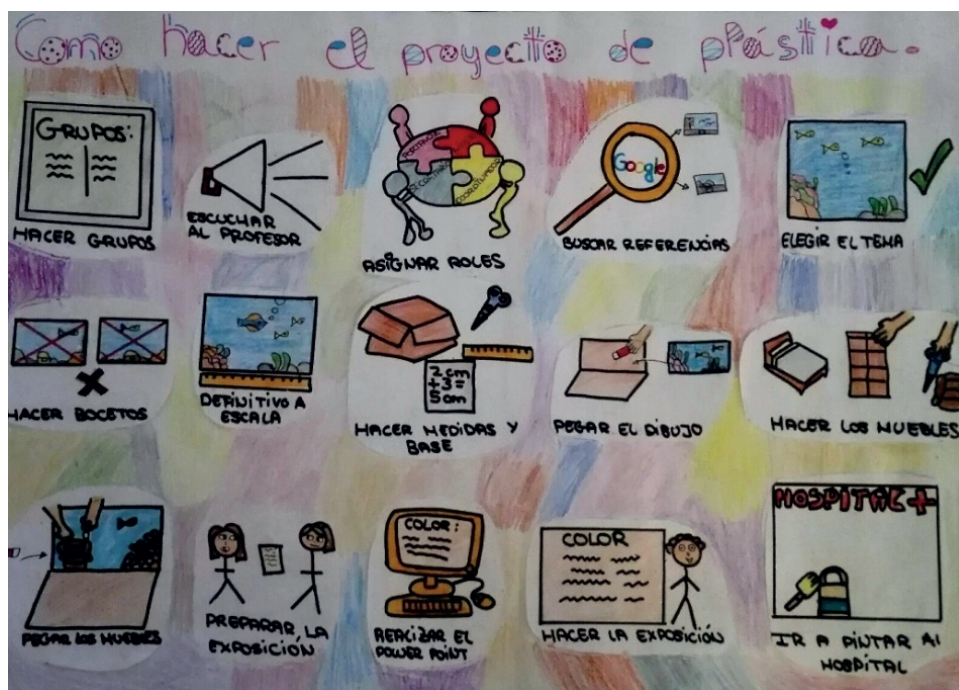 Como hacer el proyecto de plástica.
GRUPOS:
HACER GRUPOS
ESCUCHAR
AL PROFESOR
SECRETARIA
COORDINADOR
ASIGNAR ROLES
Google
BUSCAR REFERENCIAS
ELEGIR EL TEMA
HACER BOCETOS
DEFINITIVO A
ESCALA
2 cm
+3=
5 cm
HACER MEDIDAS Y
BASE
PEGAR EL DIBUJO
HACER LOS MUEBLES
PEGAR LOS MUEBLES
PREPARAR LA
EXPOSICIÓN
COLOR:
REALIZAR EL
POWER POINT
COLOR
HACER LA EXPOSICIÓN
HOSPITAL +
IR A PINTAR AL
HOSPITAL